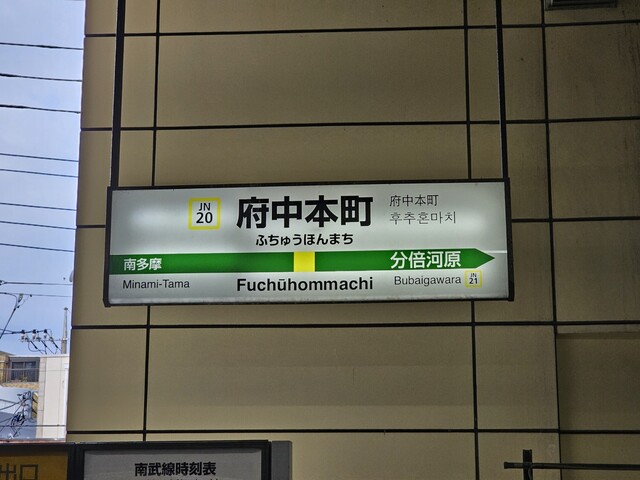 JN
20
府中本町
府中本町
후추혼마치
ふちゅうほんまち
南多摩
分倍河原
Minami-Tama
Fuchūhommachi
Bubaigawara
JN
21
出口
南武線時刻表